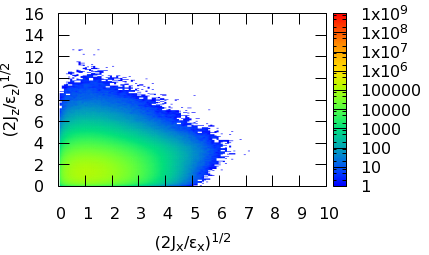 16
14
12
10
8
6
4
2
0
(2J_z/ε_z)^{1/2}
0 1 2 3 4 5 6 7 8 9 10
(2J_x/ε_x)^{1/2}
1x10^9
1x10^8
1x10^7
1x10^6
100000
10000
1000
100
10
1